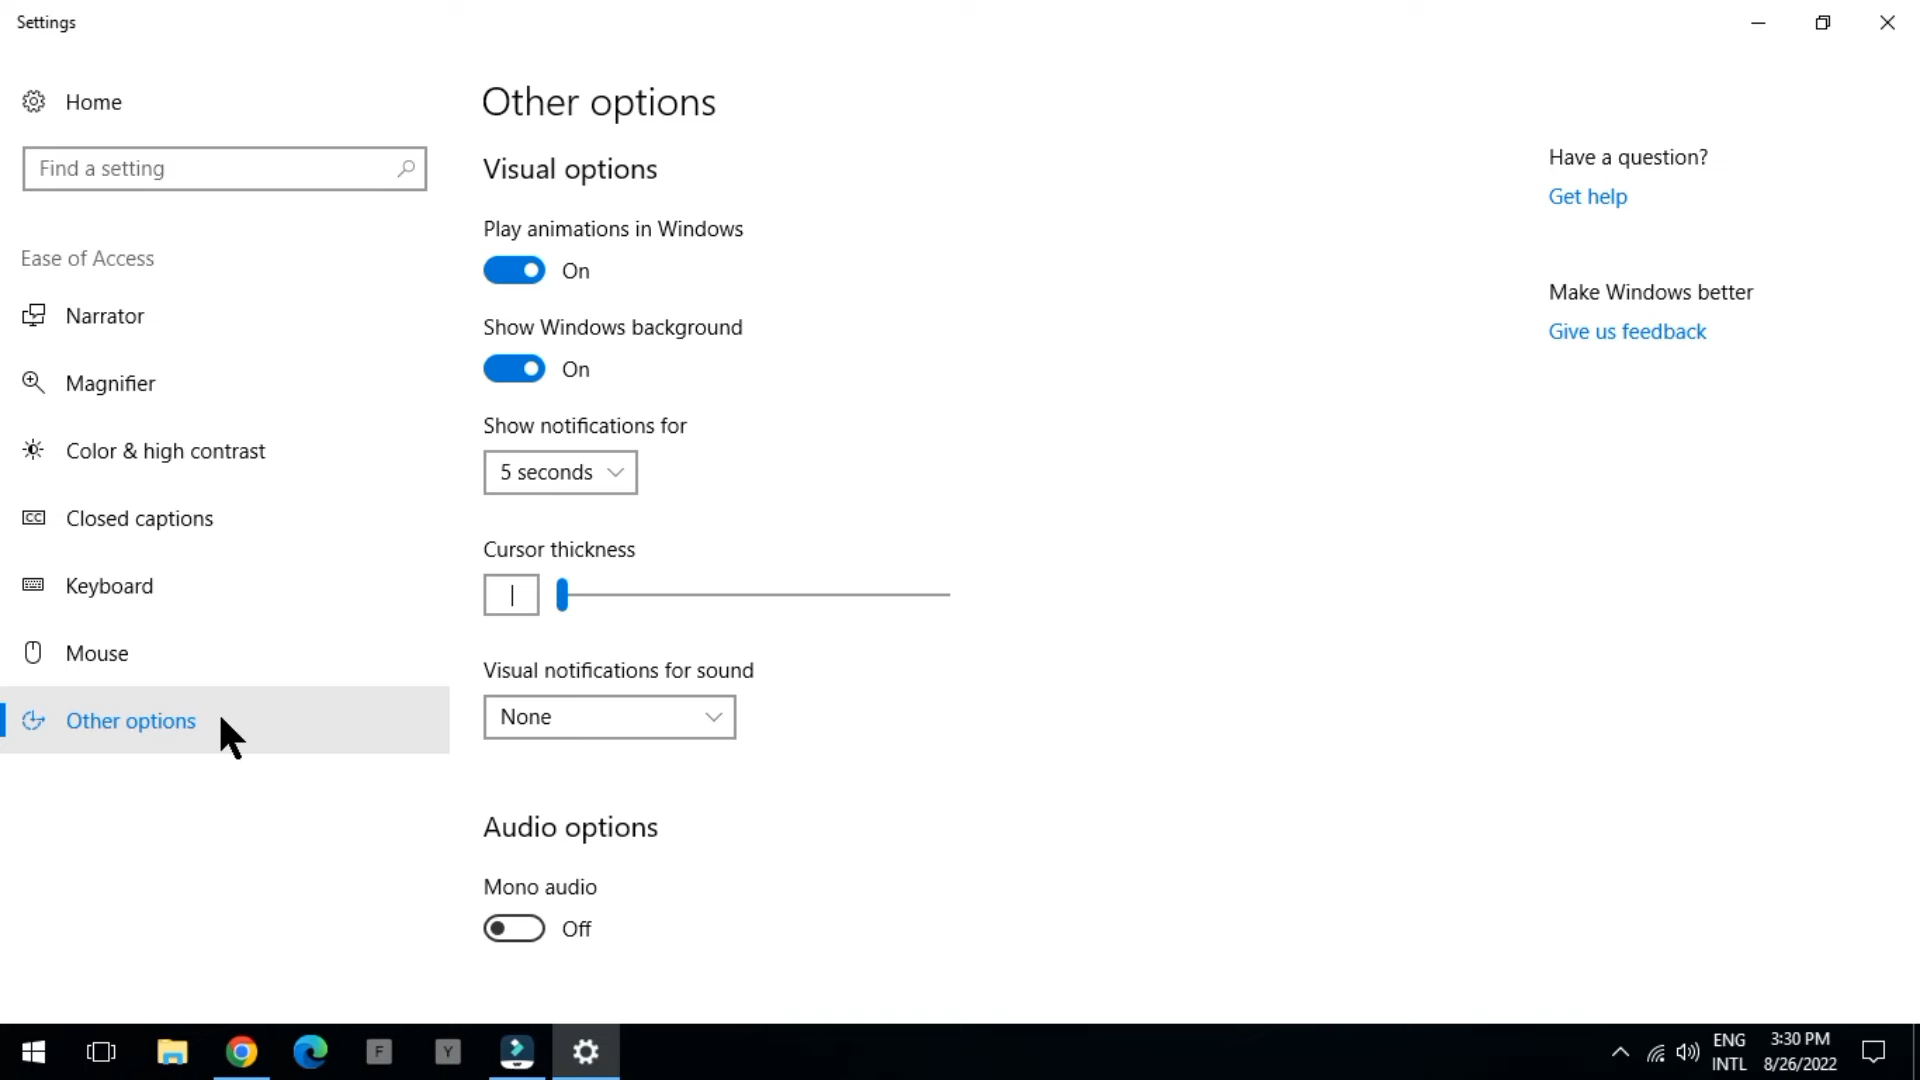 Settings
Home
Find a setting
Ease of Access
Narrator
Magnifier
Color & high contrast
CC Closed captions
Keyboard
Mouse
Other options
Other options
Visual options
Play animations in Windows
On
Show Windows background
On
Show notifications for
5 seconds
Cursor thickness
Visual notifications for sound
None
Audio options
Mono audio
Off
Have a question?
Get help
Make Windows better
Give us feedback
F
Y
ENG
INTL
3:30 PM
8/26/2022